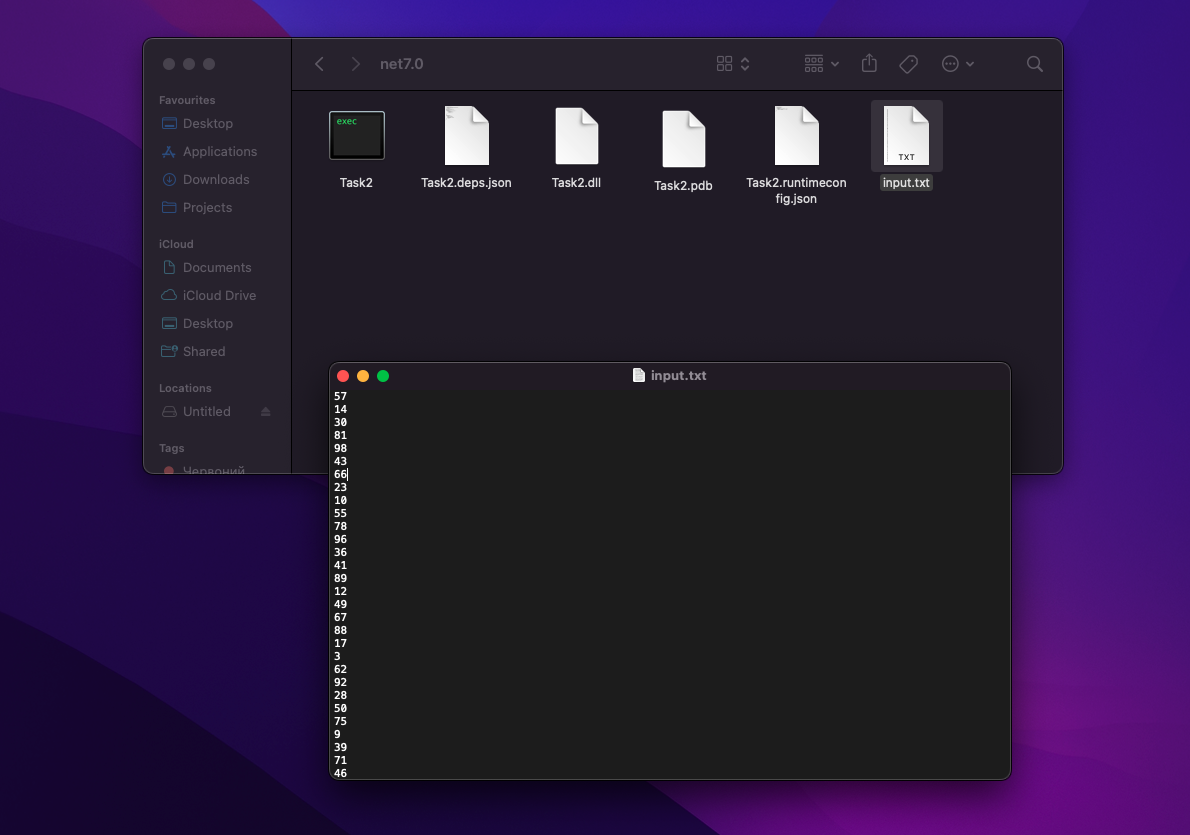 net7.0
Favourites
Desktop
Applications
Downloads
Projects
iCloud
Documents
iCloud Drive
Desktop
Shared
Locations
Untitled
Tags
Червоний
exec
Task2
Task2.deps.json
Task2.dll
Task2.pdb
Task2.runtimecon
fig.json
TXT
input.txt
input.txt
57
14
30
81
98
43
66
23
10
55
78
96
36
41
89
12
49
67
88
17
3
62
92
28
50
75
9
39
71
46